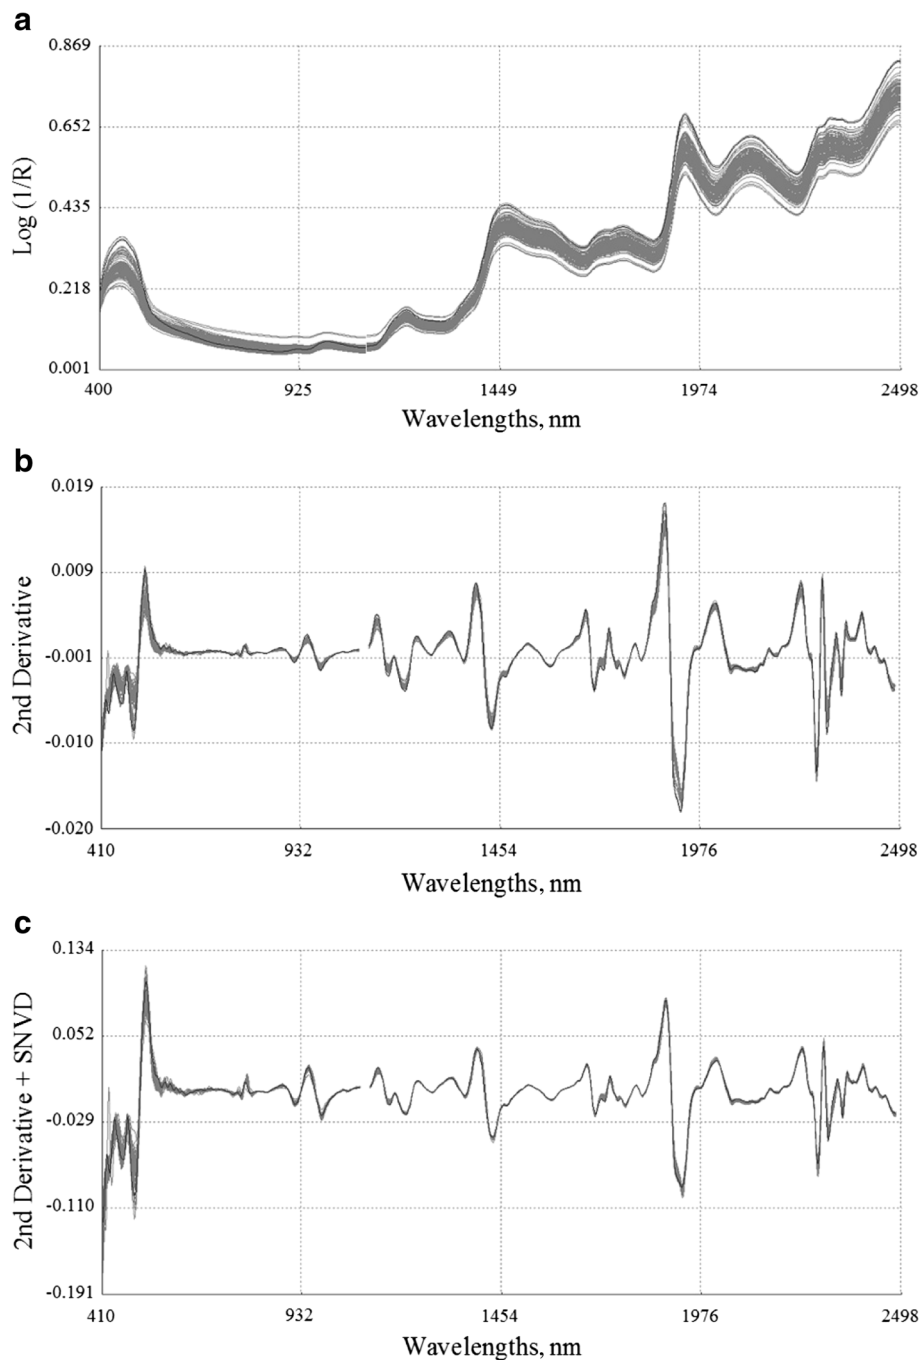 a
0.869
0.652
0.435
0.218
0.001
Log (1/R)
400 925 1449 1974 2498
Wavelengths, nm
b
0.019
0.009
-0.001
-0.010
-0.020
2nd Derivative
410 932 1454 1976 2498
Wavelengths, nm
c
0.134
0.052
-0.029
-0.110
-0.191
2nd Derivative + SNVD
410 932 1454 1976 2498
Wavelengths, nm